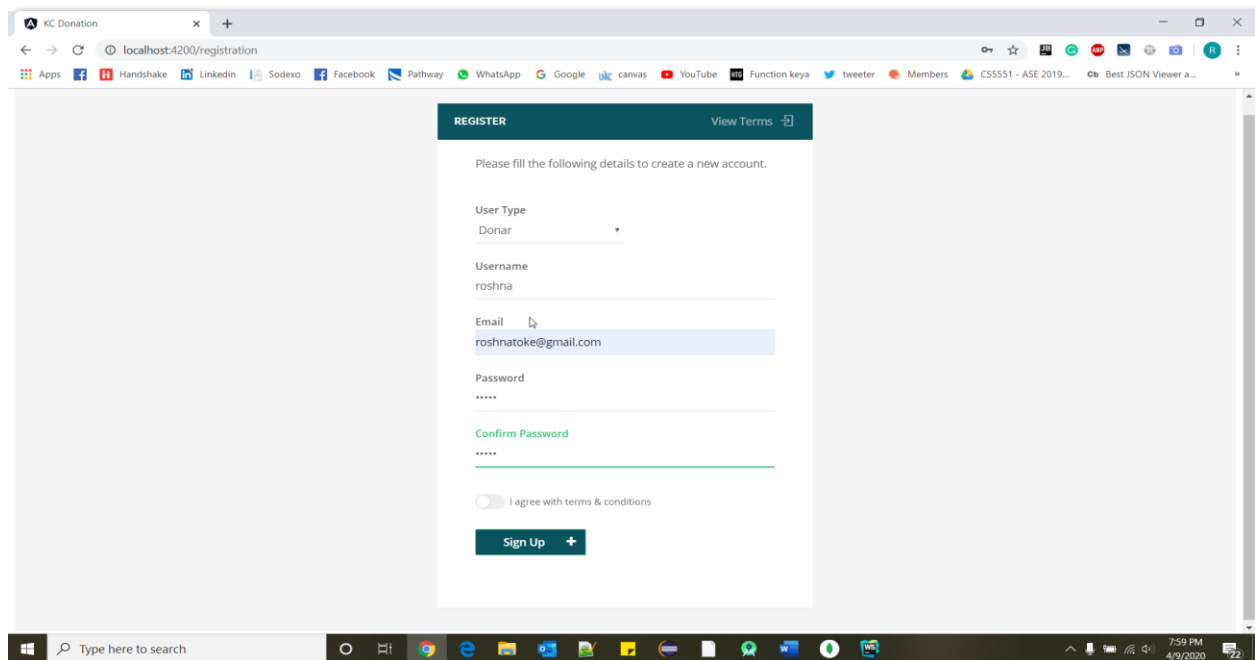 KC Donation
localhost:4200/registration
Apps Handshake Linkedin Sodexo Facebook Pathway WhatsApp Google canvas YouTube Function keya tweeter Members CS5551 - ASE 2019... Best JSON Viewer a... »
REGISTER View Terms
Please fill the following details to create a new account.
User Type
Donar
Username
roshna
Email
roshnatoke@gmail.com
Password
•••••
Confirm Password
•••••
I agree with terms & conditions
Sign Up +
Type here to search
7:59 PM
4/9/2020
22